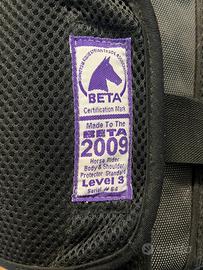 BETA
Certification Mark
Made To The
BETA
2009
Horse Rider
Body & Shoulder
Protector Standard
Level 3